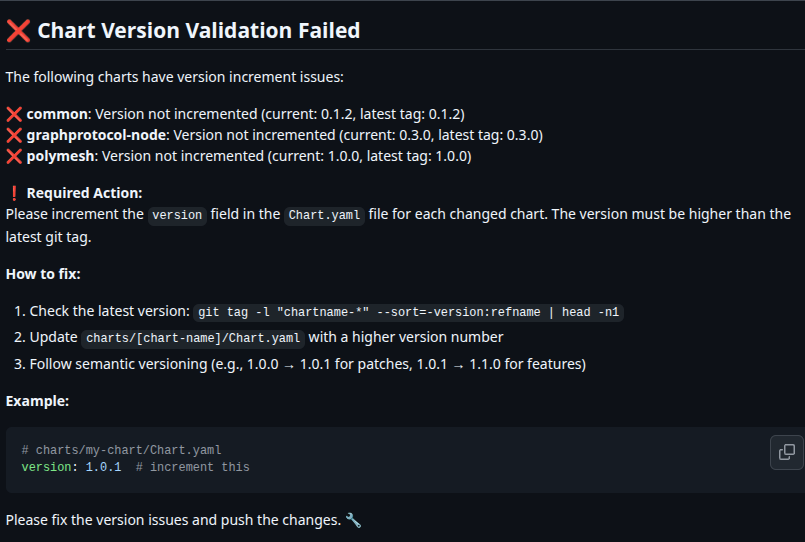 ❌ Chart Version Validation Failed
The following charts have version increment issues:
❌ common: Version not incremented (current: 0.1.2, latest tag: 0.1.2)
❌ graphprotocol-node: Version not incremented (current: 0.3.0, latest tag: 0.3.0)
❌ polymesh: Version not incremented (current: 1.0.0, latest tag: 1.0.0)
❗ Required Action:
Please increment the version field in the Chart.yaml file for each changed chart. The version must be higher than the
latest git tag.
How to fix:
1. Check the latest version: git tag -l "chartname-*" --sort=-version:refname | head -n1
2. Update charts/[chart-name]/Chart.yaml with a higher version number
3. Follow semantic versioning (e.g., 1.0.0 → 1.0.1 for patches, 1.0.1 → 1.1.0 for features)
Example:
# charts/my-chart/Chart.yaml
version: 1.0.1  # increment this
Please fix the version issues and push the changes. 🔧